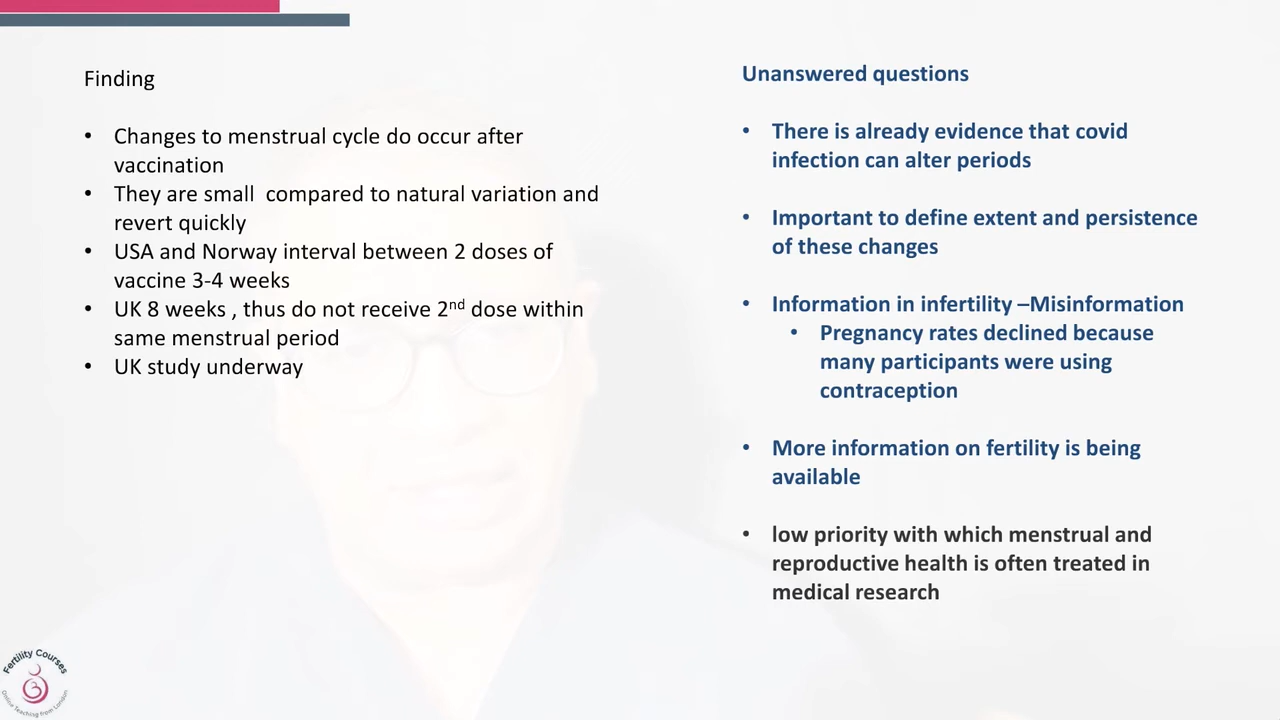 Finding
• Changes to menstrual cycle do occur after
vaccination
• They are small compared to natural variation and
revert quickly
• USA and Norway interval between 2 doses of
vaccine 3-4 weeks
• UK 8 weeks , thus do not receive 2nd dose within
same menstrual period
• UK study underway
Unanswered questions
• There is already evidence that covid
infection can alter periods
• Important to define extent and persistence
of these changes
• Information in infertility –Misinformation
• Pregnancy rates declined because
many participants were using
contraception
• More information on fertility is being
available
• low priority with which menstrual and
reproductive health is often treated in
medical research
Fertility Courses
Online Teaching from London